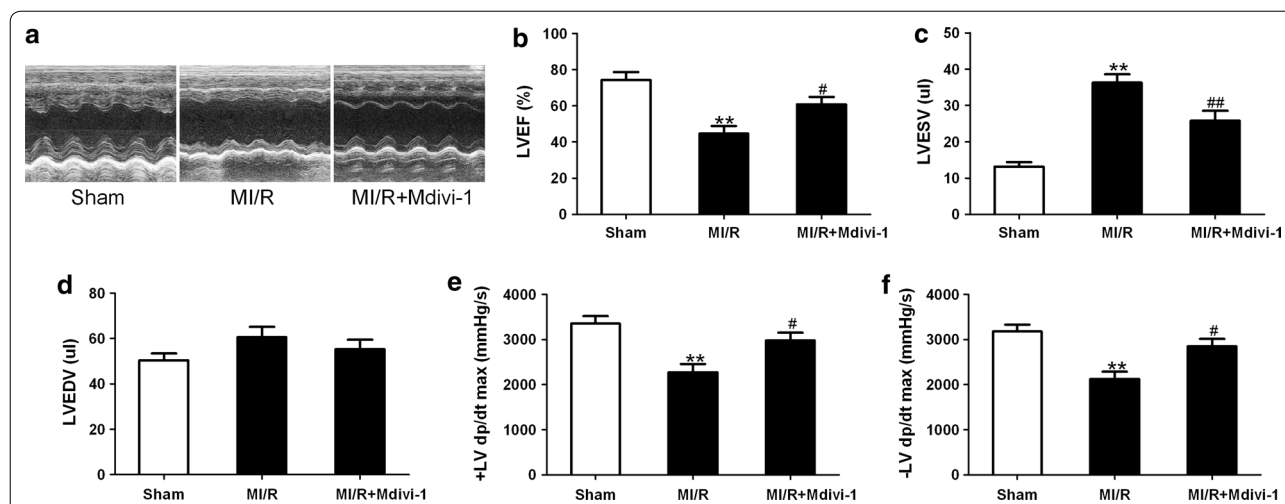 a
Sham MI/R MI/R+Mdivi-1
b
LVEF (%)
100
80
60
40
20
0
**
#
Sham MI/R MI/R+Mdivi-1
c
LVESV (ul)
50
40
30
20
10
0
**
##
Sham MI/R MI/R+Mdivi-1
d
LVEDV (ul)
80
60
40
20
0
Sham MI/R MI/R+Mdivi-1
e
+LV dp/dt max (mmHg/s)
4000
3000
2000
1000
0
**
#
Sham MI/R MI/R+Mdivi-1
f
-LV dp/dt max (mmHg/s)
4000
3000
2000
1000
0
**
#
Sham MI/R MI/R+Mdivi-1